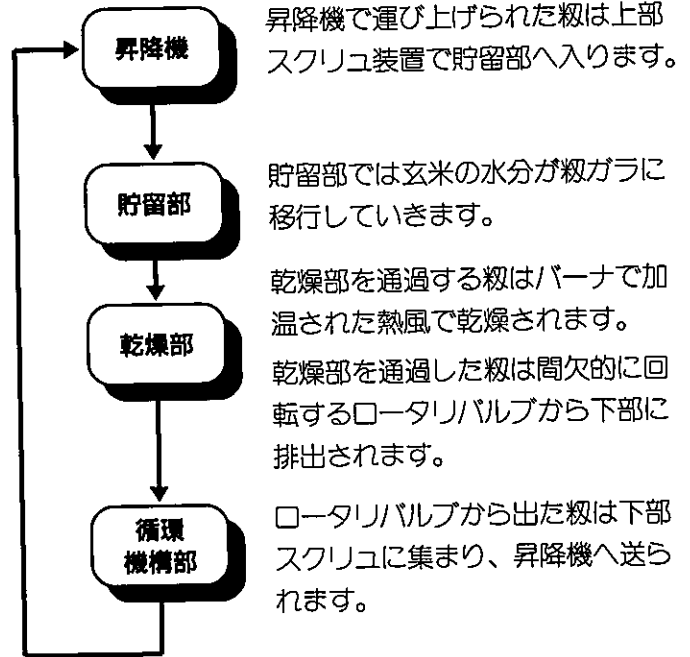 昇降機
昇降機で運び上げられた籾は上部
スクリュ装置で貯留部へ入ります。
貯留部
貯留部では玄米の水分が籾ガラに
移行していきます。
乾燥部
乾燥部を通過する籾はバーナで加
温された熱風で乾燥されます。
乾燥部を通過した籾は間欠的に回
転するロータリバルブから下部に
排出されます。
循環
機構部
ロータリバルブから出た籾は下部
スクリュに集まり、昇降機へ送ら
れます。